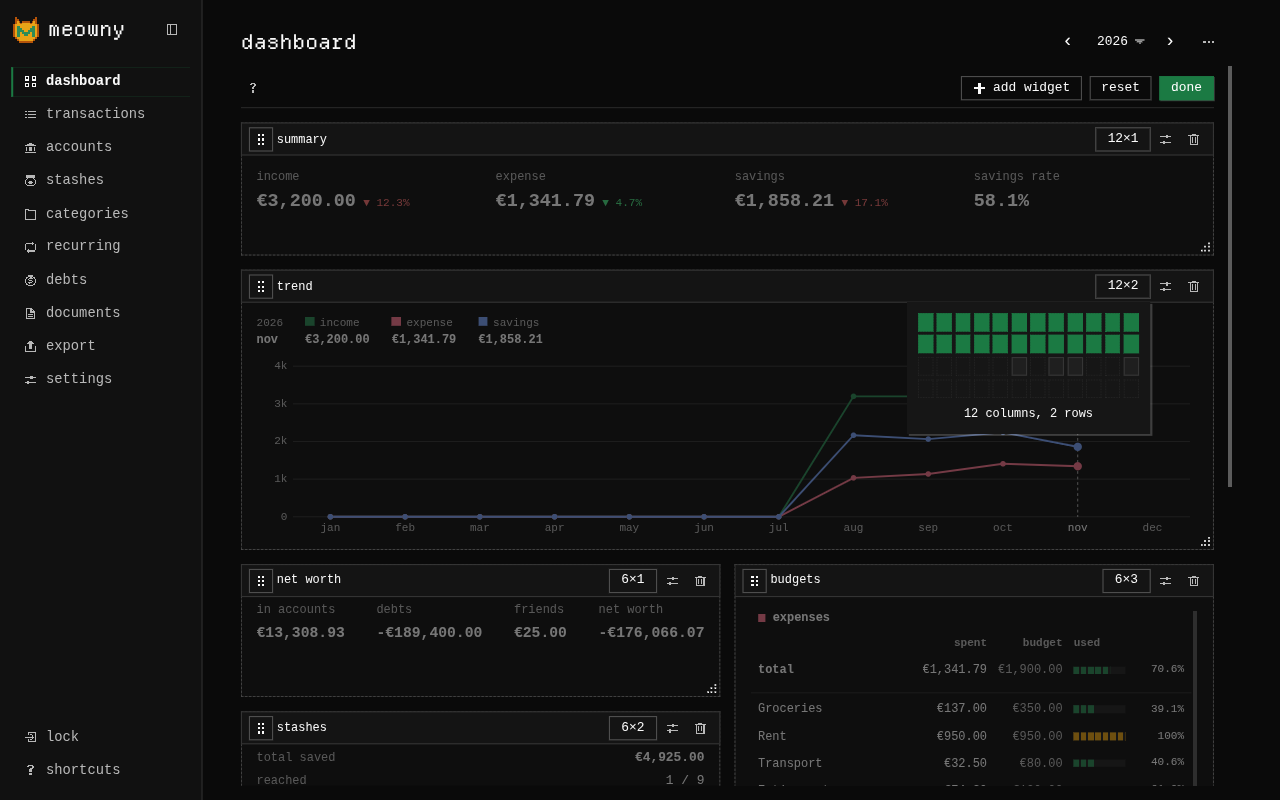 meowny
dashboard
transactions
accounts
stashes
categories
recurring
debts
documents
export
settings
lock
? shortcuts
dashboard
‹ 2026 ›
?
add widget reset done
summary 12×1
income expense savings savings rate
€3,200.00 ▼ 12.3% €1,341.79 ▼ 4.7% €1,858.21 ▼ 17.1% 58.1%
trend 12×2
2026 income expense savings
nov €3,200.00 €1,341.79 €1,858.21
4k
3k
2k
1k
0
jan feb mar apr may jun jul aug sep oct nov dec
12 columns, 2 rows
net worth 6×1
in accounts debts friends net worth
€13,308.93 -€189,400.00 €25.00 -€176,066.07
stashes 6×2
total saved €4,925.00
reached 1 / 9
budgets 6×3
expenses
spent budget used
total €1,341.79 €1,900.00 70.6%
Groceries €137.00 €350.00 39.1%
Rent €950.00 €950.00 100%
Transport €32.50 €80.00 40.6%